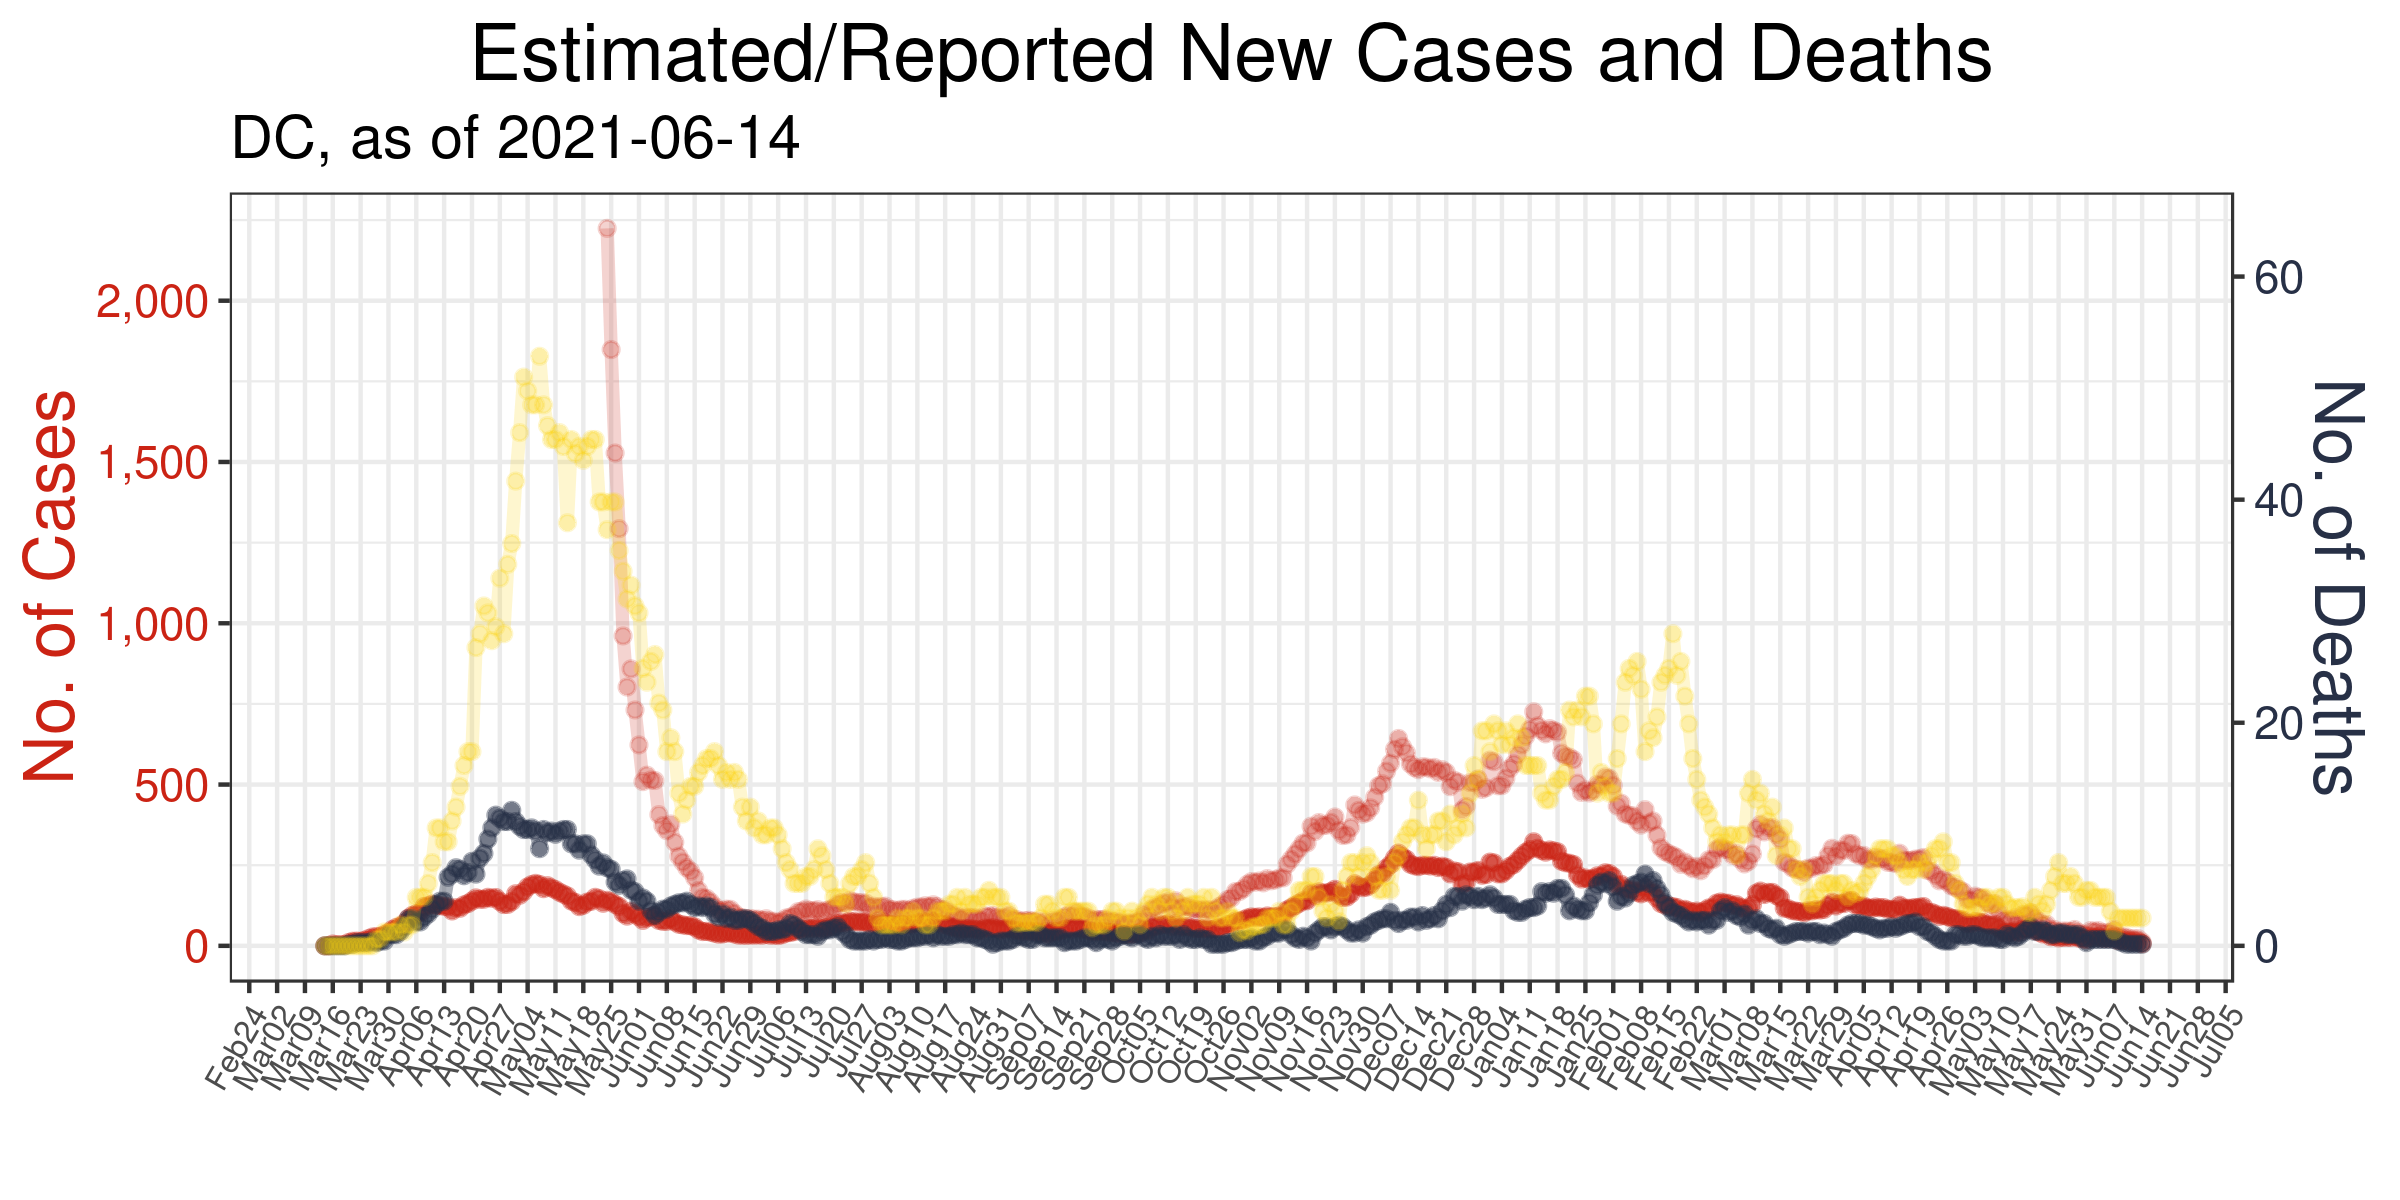 Estimated/Reported New Cases and Deaths
DC, as of 2021-06-14
No. of Cases
2,000
1,500
1,000
500
0
60
40
20
0
No. of Deaths
Feb24
Mar02
Mar09
Mar16
Mar23
Mar30
Apr06
Apr13
Apr20
Apr27
May04
May11
May18
May25
Jun01
Jun08
Jun15
Jun22
Jun29
Jul06
Jul13
Jul20
Jul27
Aug03
Aug10
Aug17
Aug24
Aug31
Sep07
Sep14
Sep21
Sep28
Oct05
Oct12
Oct19
Oct26
Nov02
Nov09
Nov16
Nov23
Nov30
Dec07
Dec14
Dec21
Dec28
Jan04
Jan11
Jan18
Jan25
Feb01
Feb08
Feb15
Feb22
Mar01
Mar08
Mar15
Mar22
Mar29
Apr05
Apr12
Apr19
Apr26
May03
May10
May17
May24
May31
Jun07
Jun14
Jun21
Jun28
Jul05